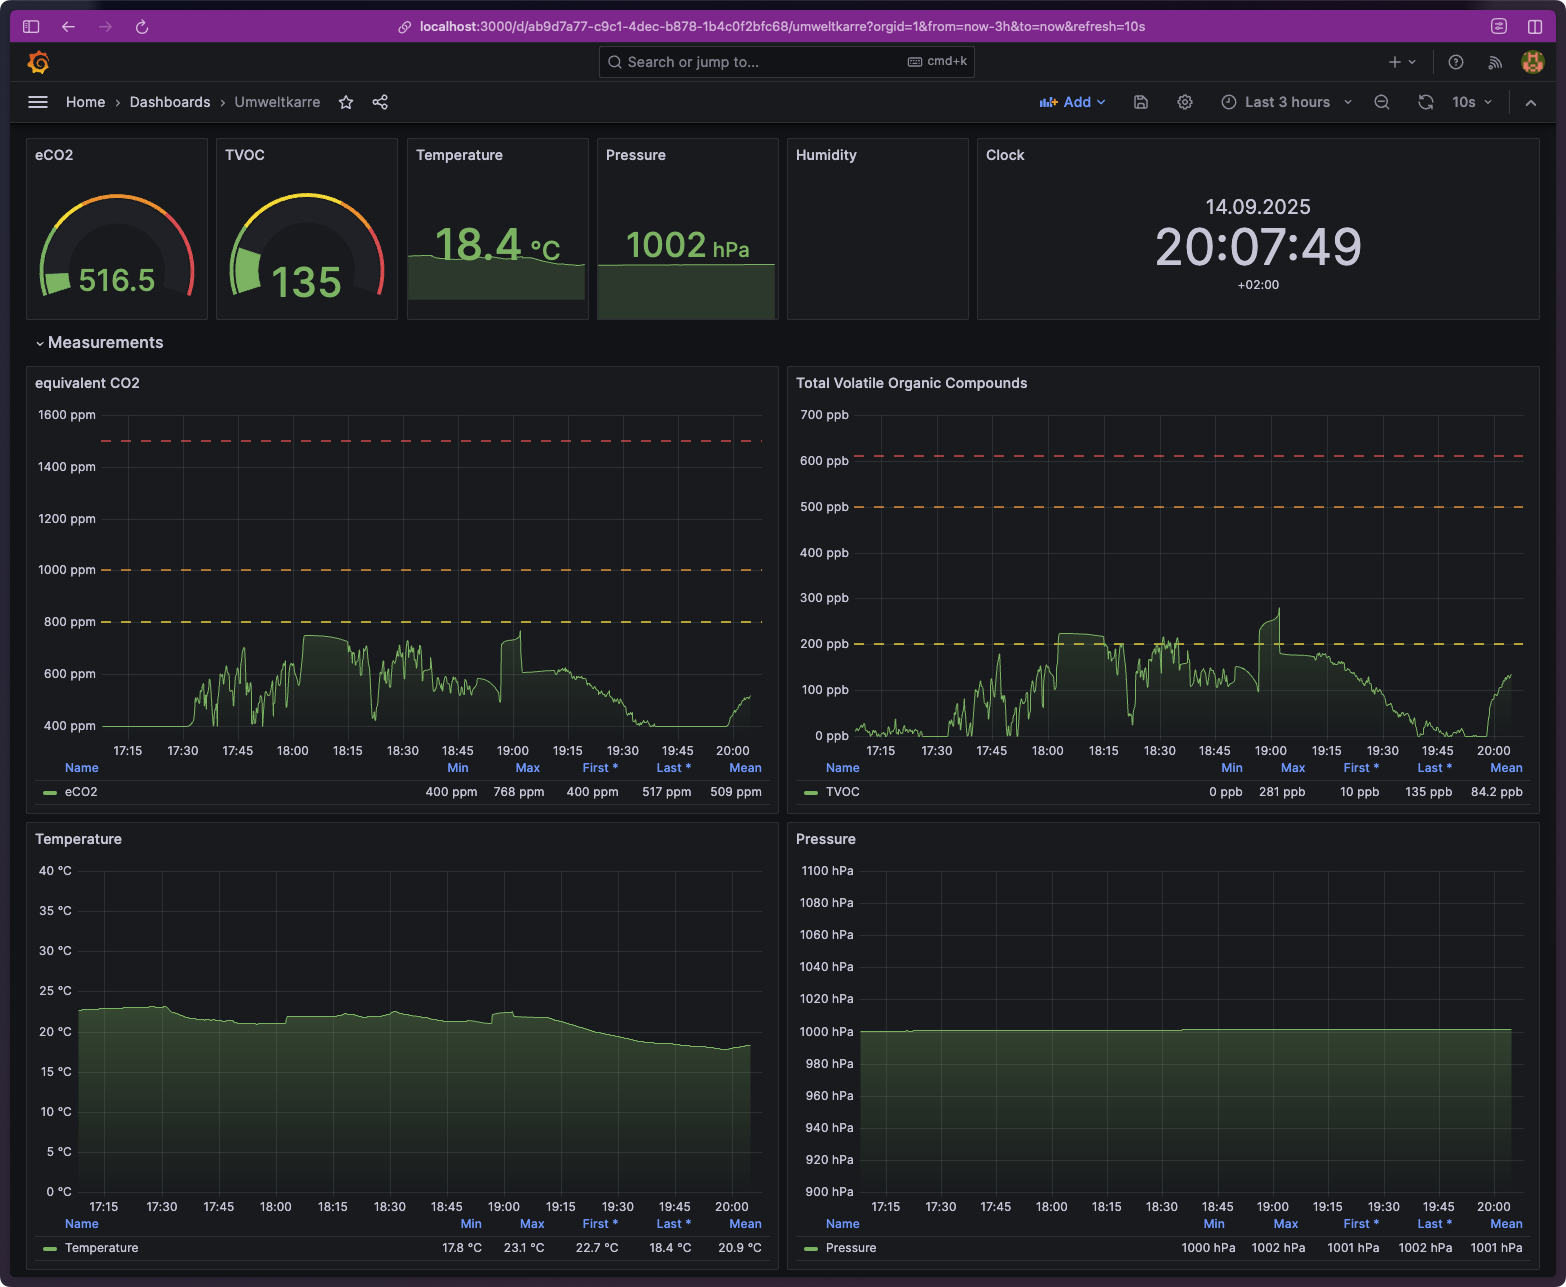 localhost:3000/d/ab9d7a77-c9c1-4dec-b878-1b4c0f2bfc68/umweltkarre?orgid=1&from=now-3h&to=now&refresh=10s
Search or jump to... cmd+k
Home › Dashboards › Umweltkarre Add Last 3 hours 10s
eCO2 TVOC Temperature Pressure Humidity Clock
516.5 135 18.4 °C 1002 hPa
14.09.2025
20:07:49
+02:00
Measurements
equivalent CO2
1600 ppm
1400 ppm
1200 ppm
1000 ppm
800 ppm
600 ppm
400 ppm
17:15 17:30 17:45 18:00 18:15 18:30 18:45 19:00 19:15 19:30 19:45 20:00
Name Min Max First * Last * Mean
eCO2 400 ppm 768 ppm 400 ppm 517 ppm 509 ppm
Total Volatile Organic Compounds
700 ppb
600 ppb
500 ppb
400 ppb
300 ppb
200 ppb
100 ppb
0 ppb
17:15 17:30 17:45 18:00 18:15 18:30 18:45 19:00 19:15 19:30 19:45 20:00
Name Min Max First * Last * Mean
TVOC 0 ppb 281 ppb 10 ppb 135 ppb 84.2 ppb
Temperature
40 °C
35 °C
30 °C
25 °C
20 °C
15 °C
10 °C
5 °C
0 °C
17:15 17:30 17:45 18:00 18:15 18:30 18:45 19:00 19:15 19:30 19:45 20:00
Name Min Max First * Last * Mean
Temperature 17.8 °C 23.1 °C 22.7 °C 18.4 °C 20.9 °C
Pressure
1100 hPa
1080 hPa
1060 hPa
1040 hPa
1020 hPa
1000 hPa
980 hPa
960 hPa
940 hPa
920 hPa
900 hPa
17:15 17:30 17:45 18:00 18:15 18:30 18:45 19:00 19:15 19:30 19:45 20:00
Name Min Max First * Last * Mean
Pressure 1000 hPa 1002 hPa 1001 hPa 1002 hPa 1001 hPa